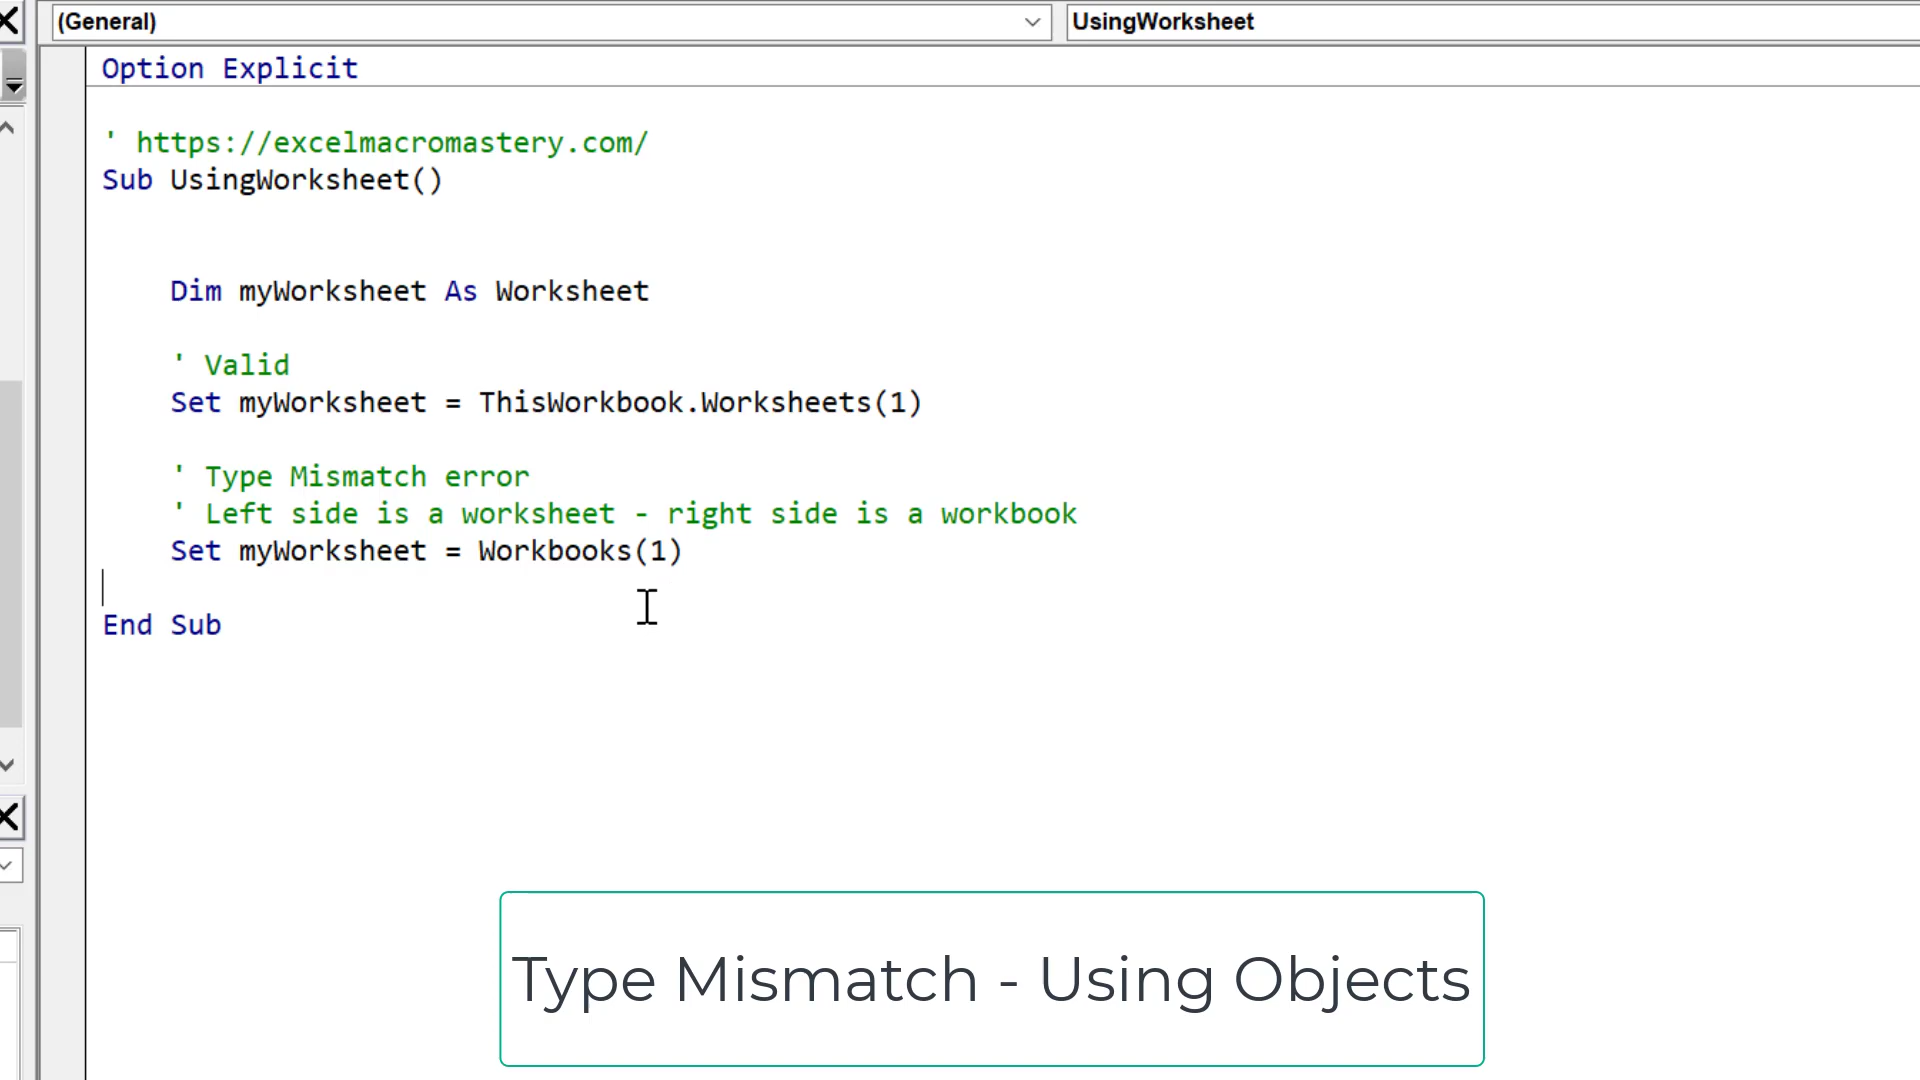 (General)
UsingWorksheet
Option Explicit
' https://excelmacromastery.com/
Sub UsingWorksheet()
Dim myWorksheet As Worksheet
' Valid
Set myWorksheet = ThisWorkbook.Worksheets(1)
' Type Mismatch error
' Left side is a worksheet - right side is a workbook
Set myWorksheet = Workbooks(1)
End Sub
Type Mismatch - Using Objects